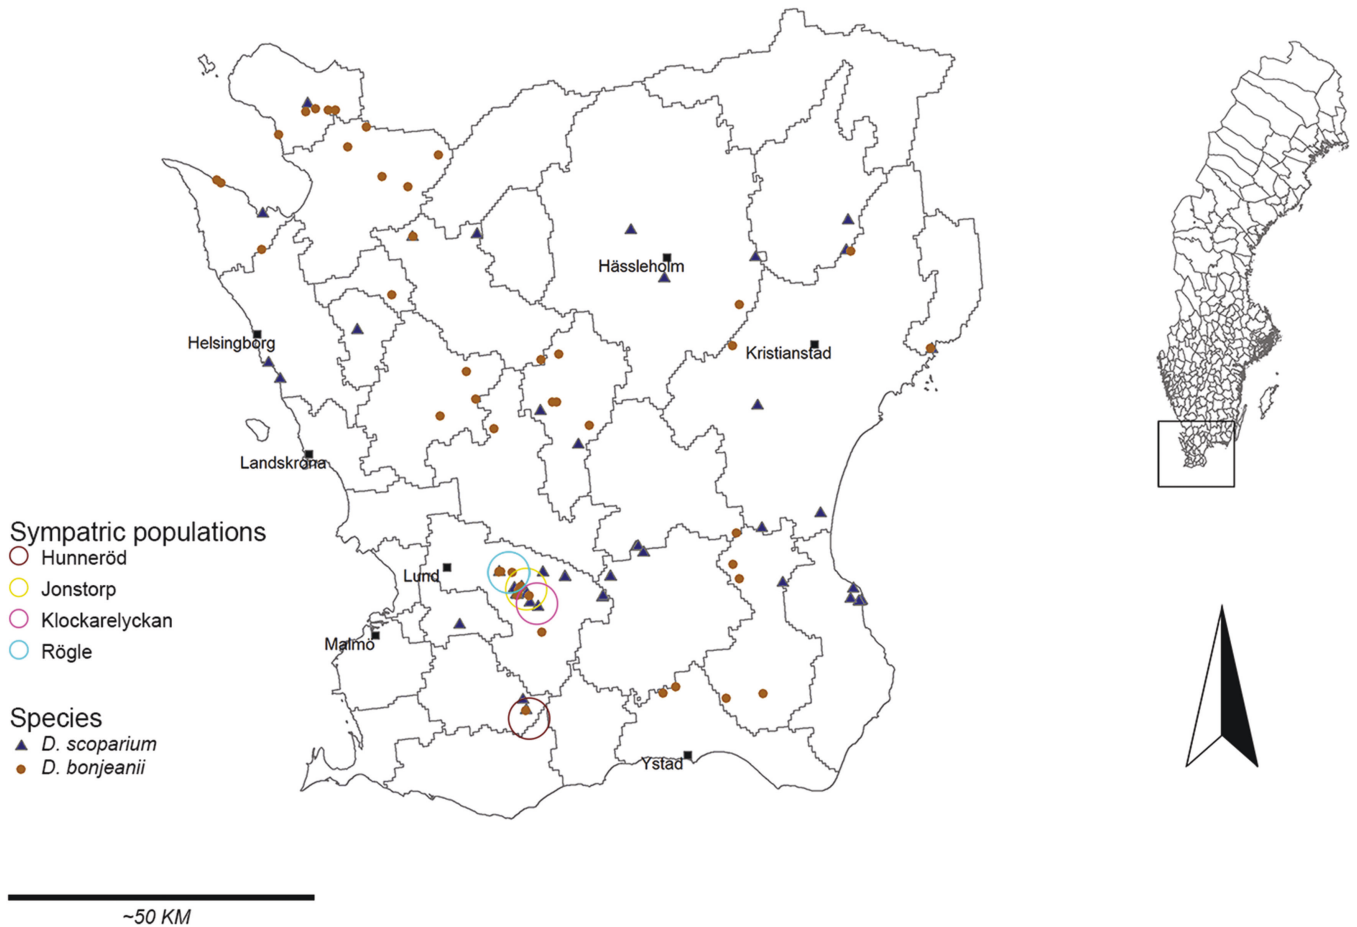 Hässleholm
Helsingborg
Kristianstad
Landskrona
Sympatric populations
Hunneröd
Jonstorp
Klockarelyckan
Rögle
Lund
Malmö
Species
D. scoparium
D. bonjeanii
Ystad
~50 KM